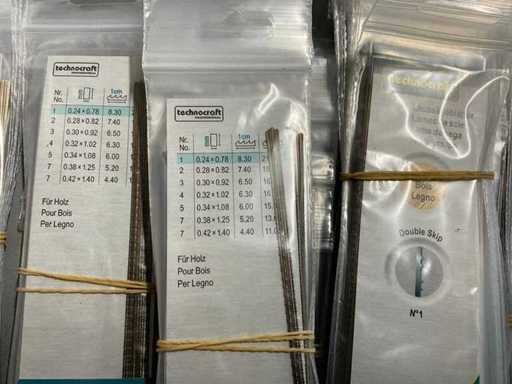 technocraft
PROFESSIONAL
Nr.
No.
1cm
1 0.24×0.78 8.30
2 0.28×0.82 7.40
3 0.30×0.92 6.50
4 0.32×1.02 6.30
5 0.34×1.08 6.00
7 0.38×1.25 5.20
7 0.42×1.40 4.40
Für Holz
Pour Bois
Per Legno
technocraft
PROFESSIONAL
Nr.
No.
1cm
1 0.24×0.78 8.30
2 0.28×0.82 7.40
3 0.30×0.92 6.50
4 0.32×1.02 6.30
5 0.34×1.08 6.00
7 0.38×1.25 5.20
7 0.42×1.40 4.40
Für Holz
Pour Bois
Per Legno
technocraft
Bois
Legno
Double Skip
N°1